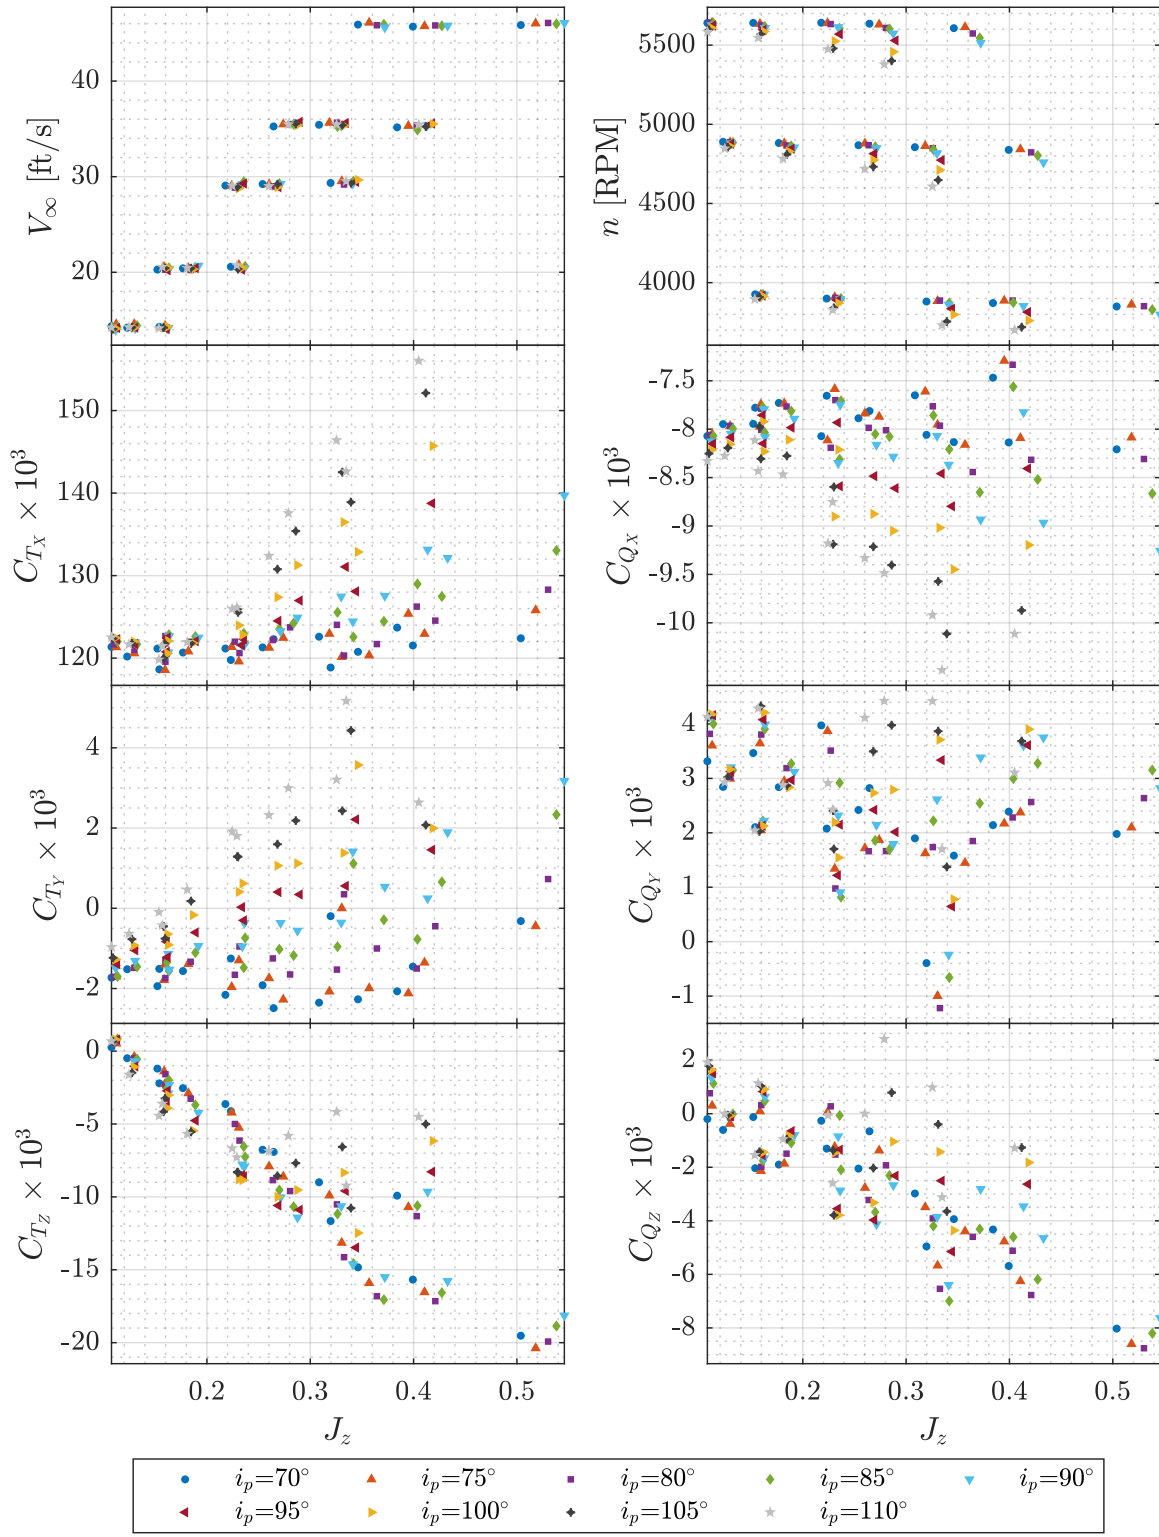 40
30
20
V∞ [ft/s]
5500
5000
4500
4000
n [RPM]
150
140
130
120
C_{T_X} × 10³
-7.5
-8
-8.5
-9
-9.5
-10
C_{Q_X} × 10³
4
2
0
-2
C_{T_Y} × 10³
4
3
2
1
0
-1
C_{Q_Y} × 10³
0
-5
-10
-15
-20
C_{T_Z} × 10³
2
0
-2
-4
-6
-8
C_{Q_Z} × 10³
0.2 0.3 0.4 0.5
0.2 0.3 0.4 0.5
J_z
J_z
i_p=70° i_p=75° i_p=80° i_p=85° i_p=90°
i_p=95° i_p=100° i_p=105° i_p=110°